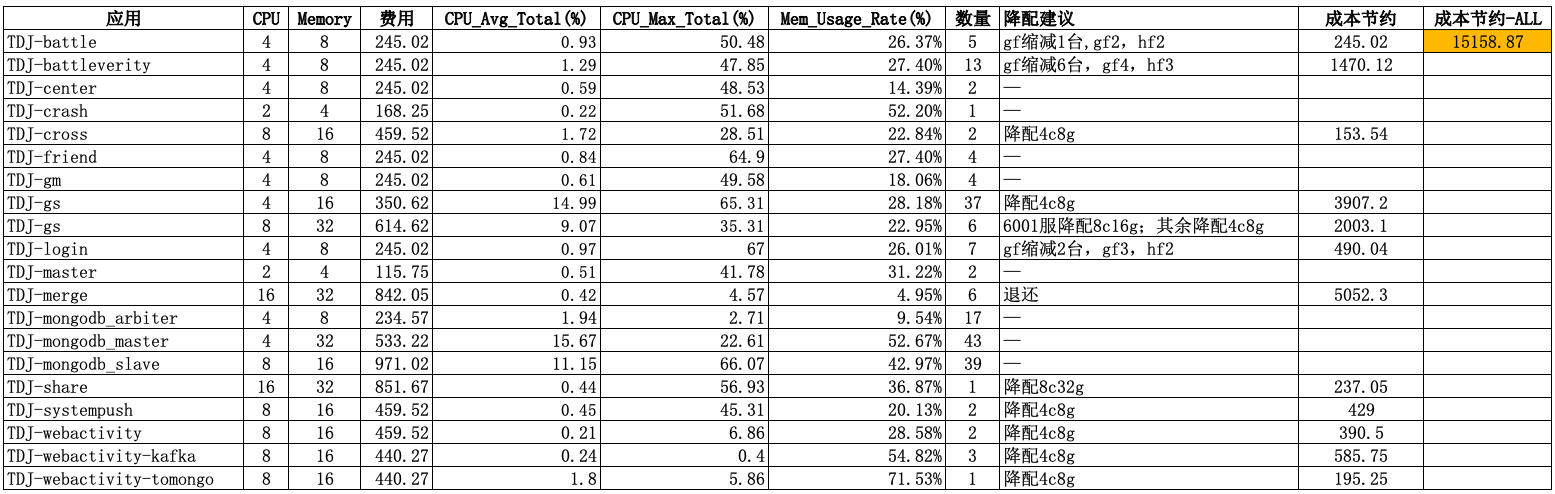 应用 CPU Memory 费用 CPU_Avg_Total(%) CPU_Max_Total(%) Mem_Usage_Rate(%) 数量 降配建议 成本节约 成本节约-ALL
TDJ-battle 4 8 245.02 0.93 50.48 26.37% 5 gf缩减1台,gf2，hf2 245.02 15158.87
TDJ-battleverity 4 8 245.02 1.29 47.85 27.40% 13 gf缩减6台，gf4，hf3 1470.12
TDJ-center 4 8 245.02 0.59 48.53 14.39% 2 —
TDJ-crash 2 4 168.25 0.22 51.68 52.20% 1 —
TDJ-cross 8 16 459.52 1.72 28.51 22.84% 2 降配4c8g 153.54
TDJ-friend 4 8 245.02 0.84 64.9 27.40% 4 —
TDJ-gm 4 8 245.02 0.61 49.58 18.06% 4 —
TDJ-gs 4 16 350.62 14.99 65.31 28.18% 37 降配4c8g 3907.2
TDJ-gs 8 32 614.62 9.07 35.31 22.95% 6 6001服降配8c16g；其余降配4c8g 2003.1
TDJ-login 4 8 245.02 0.97 67 26.01% 7 gf缩减2台，gf3，hf2 490.04
TDJ-master 2 4 115.75 0.51 41.78 31.22% 2 —
TDJ-merge 16 32 842.05 0.42 4.57 4.95% 6 退还 5052.3
TDJ-mongodb_arbiter 4 8 234.57 1.94 2.71 9.54% 17 —
TDJ-mongodb_master 4 32 533.22 15.67 22.61 52.67% 43 —
TDJ-mongodb_slave 8 16 971.02 11.15 66.07 42.97% 39 —
TDJ-share 16 32 851.67 0.44 56.93 36.87% 1 降配8c32g 237.05
TDJ-systempush 8 16 459.52 0.45 45.31 20.13% 2 降配4c8g 429
TDJ-webactivity 8 16 459.52 0.21 6.86 28.58% 2 降配4c8g 390.5
TDJ-webactivity-kafka 8 16 440.27 0.24 0.4 54.82% 3 降配4c8g 585.75
TDJ-webactivity-tomongo 8 16 440.27 1.8 5.86 71.53% 1 降配4c8g 195.25